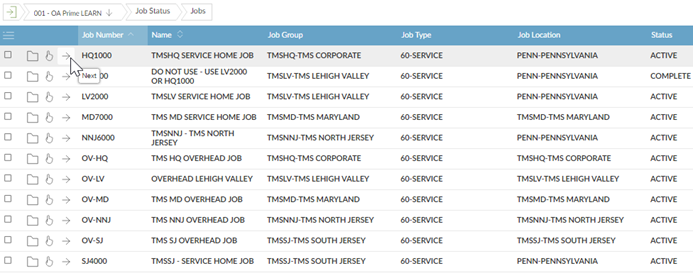 001 - OA Prime LEARN ↓ Job Status Jobs
Job Number Name Job Group Job Type Job Location Status
HQ1000 TMSHQ SERVICE HOME JOB TMSHQ-TMS CORPORATE 60-SERVICE PENN-PENNSYLVANIA ACTIVE
Next 00 DO NOT USE - USE LV2000 TMSLV-TMS LEHIGH VALLEY 60-SERVICE PENN-PENNSYLVANIA COMPLETE
OR HQ1000
LV2000 TMSLV SERVICE HOME JOB TMSLV-TMS LEHIGH VALLEY 60-SERVICE PENN-PENNSYLVANIA ACTIVE
MD7000 TMS MD SERVICE HOME JOB TMSMD-TMS MARYLAND 60-SERVICE TMSMD-TMS MARYLAND ACTIVE
NNJ6000 TMSNNJ - TMS NORTH TMSNNJ-TMS NORTH JERSEY 60-SERVICE PENN-PENNSYLVANIA ACTIVE
JERSEY
OV-HQ TMS HQ OVERHEAD JOB TMSHQ-TMS CORPORATE 60-SERVICE TMSHQ-TMS CORPORATE ACTIVE
OV-LV OVERHEAD LEHIGH VALLEY TMSLV-TMS LEHIGH VALLEY 60-SERVICE TMSLV-TMS LEHIGH VALLEY ACTIVE
OV-MD TMS MD OVERHEAD JOB TMSMD-TMS MARYLAND 60-SERVICE TMSMD-TMS MARYLAND ACTIVE
OV-NNJ TMS NNJ OVERHEAD JOB TMSNNJ-TMS NORTH JERSEY 60-SERVICE TMSNNJ-TMS NORTH JERSEY ACTIVE
OV-SJ TMS SJ OVERHEAD JOB TMSSJ-TMS SOUTH JERSEY 60-SERVICE TMSSJ-TMS SOUTH JERSEY ACTIVE
SJ4000 TMSSJ - SERVICE HOME JOB TMSSJ-TMS SOUTH JERSEY 60-SERVICE PENN-PENNSYLVANIA ACTIVE